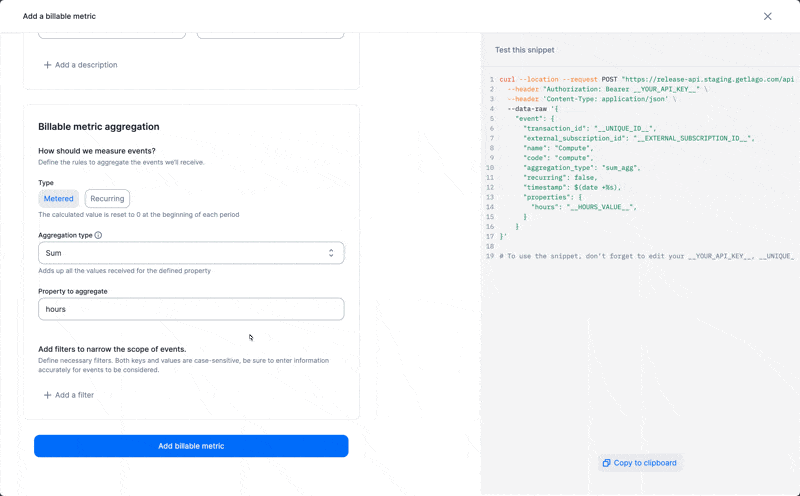 Add a billable metric
Add a description
Billable metric aggregation
How should we measure events?
Define the rules to aggregate the events we'll receive.
Type
Metered
Recurring
The calculated value is reset to 0 at the beginning of each period
Aggregation type
Sum
Adds up all the values received for the defined property
Property to aggregate
hours
Add filters to narrow the scope of events.
Define necessary filters. Both keys and values are case-sensitive, be sure to enter information
accurately for events to be considered.
Add a filter
Add billable metric
Test this snippet
1 curl --location --request POST "https://release-api.staging.getlago.com/api
2 --header "Authorization: Bearer __YOUR_API_KEY__" \
3 --header 'Content-Type: application/json' \
4 --data-raw '{
5 "event": {
6 "transaction_id": "__UNIQUE_ID__",
7 "external_subscription_id": "__EXTERNAL_SUBSCRIPTION_ID__",
8 "name": "Compute",
9 "code": "compute",
10 "aggregation_type": "sum_agg",
11 "recurring": false,
12 "timestamp": $(date +%s),
13 "properties": {
14 "hours": "__HOURS_VALUE__",
15 }
16 }
17 }'
18
19 # To use the snippet, don't forget to edit your __YOUR_API_KEY__, __UNIQUE_
Copy to clipboard